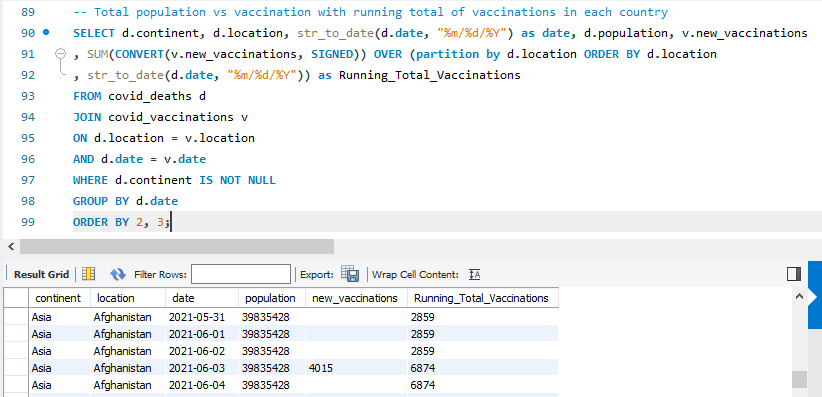 89 -- Total population vs vaccination with running total of vaccinations in each country
90 SELECT d.continent, d.location, str_to_date(d.date, "%m/%d/%Y") as date, d.population, v.new_vaccinations
91 , SUM(CONVERT(v.new_vaccinations, SIGNED)) OVER (partition by d.location ORDER BY d.location
92 , str_to_date(d.date, "%m/%d/%Y")) as Running_Total_Vaccinations
93 FROM covid_deaths d
94 JOIN covid_vaccinations v
95 ON d.location = v.location
96 AND d.date = v.date
97 WHERE d.continent IS NOT NULL
98 GROUP BY d.date
99 ORDER BY 2, 3;
Result Grid Filter Rows: Export: Wrap Cell Content:
continent location date population new_vaccinations Running_Total_Vaccinations
Asia Afghanistan 2021-05-31 39835428 2859
Asia Afghanistan 2021-06-01 39835428 2859
Asia Afghanistan 2021-06-02 39835428 2859
Asia Afghanistan 2021-06-03 39835428 4015 6874
Asia Afghanistan 2021-06-04 39835428 6874